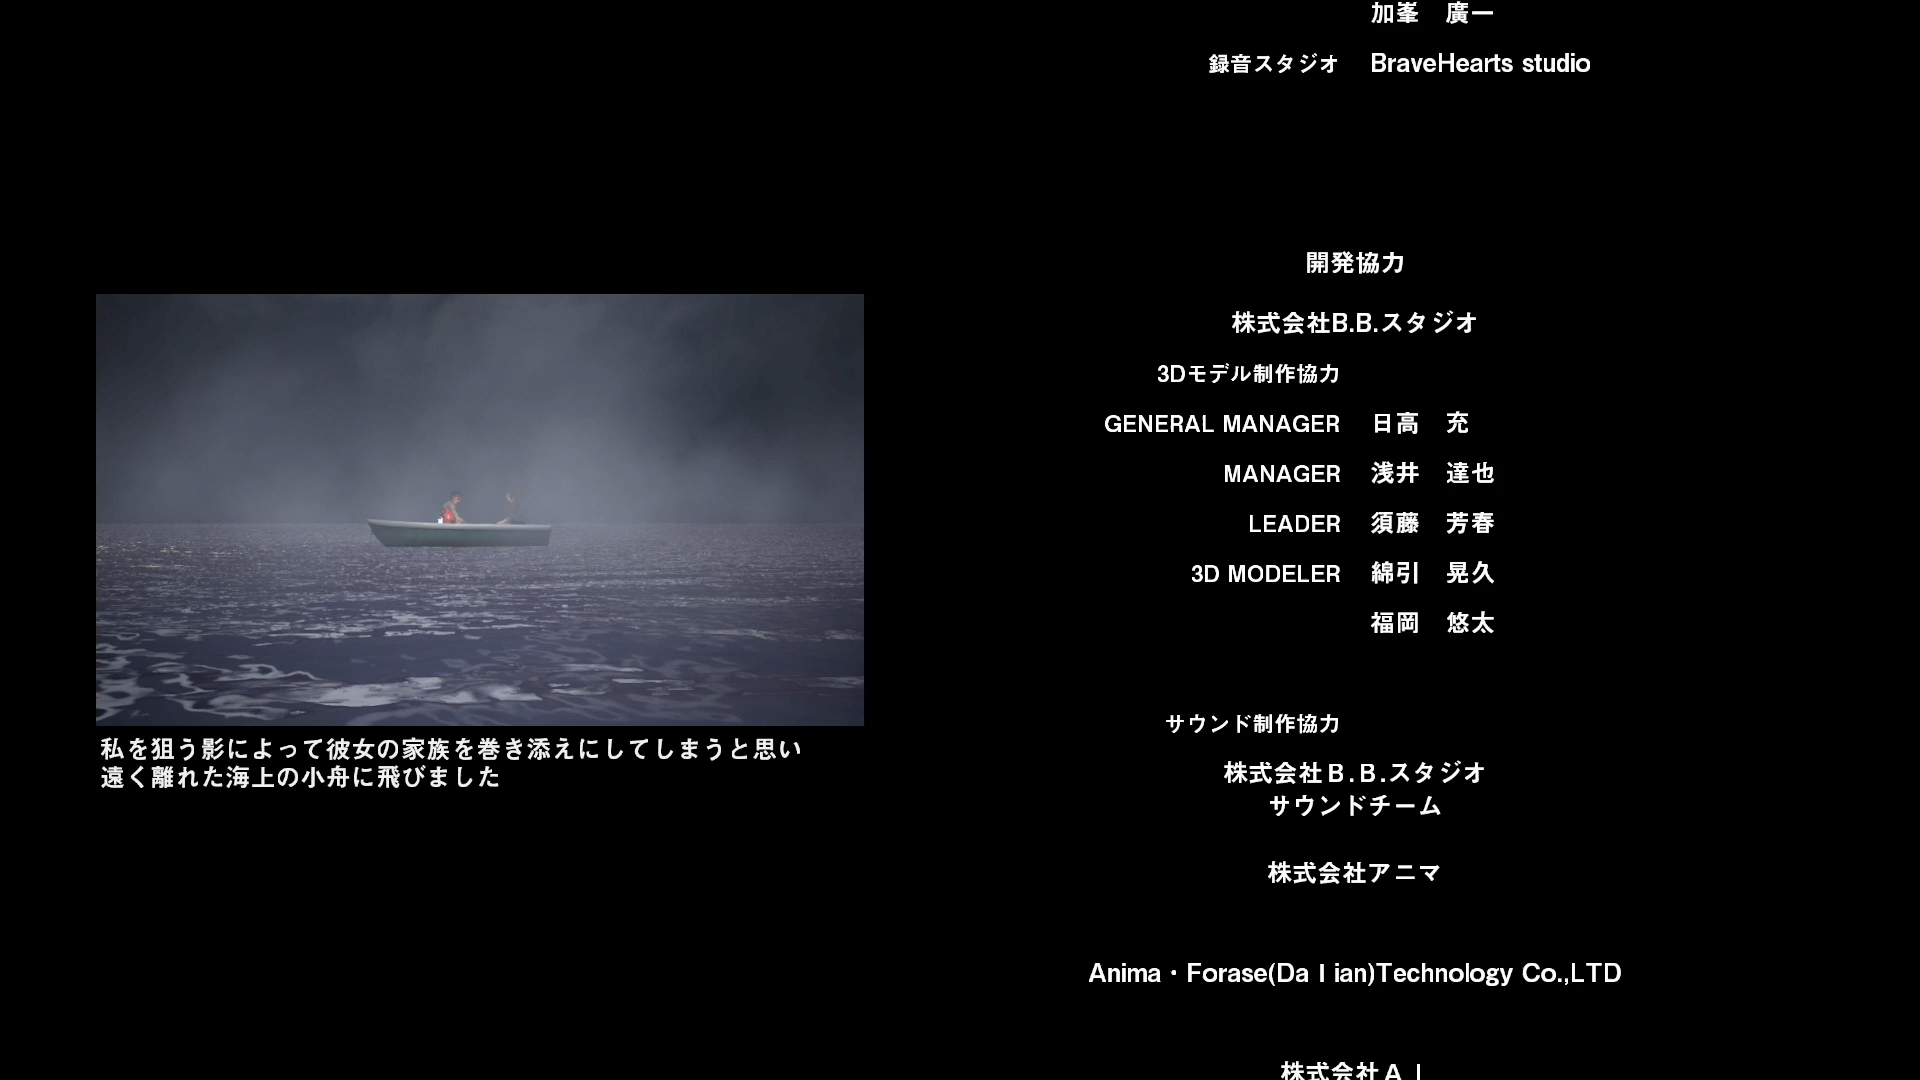 加峯　廣一
録音スタジオ　BraveHearts studio
開発協力
株式会社B.B.スタジオ
3Dモデル制作協力
GENERAL MANAGER　日高　充
MANAGER　浅井　達也
LEADER　須藤　芳春
3D MODELER　綿引　晃久
福岡　悠太
サウンド制作協力
株式会社Ｂ.Ｂ.スタジオ
サウンドチーム
株式会社アニマ
Anima・Forase(Daｌian)Technology Co.,LTD
株式会社ＡＩ
私を狙う影によって彼女の家族を巻き添えにしてしまうと思い
遠く離れた海上の小舟に飛びました